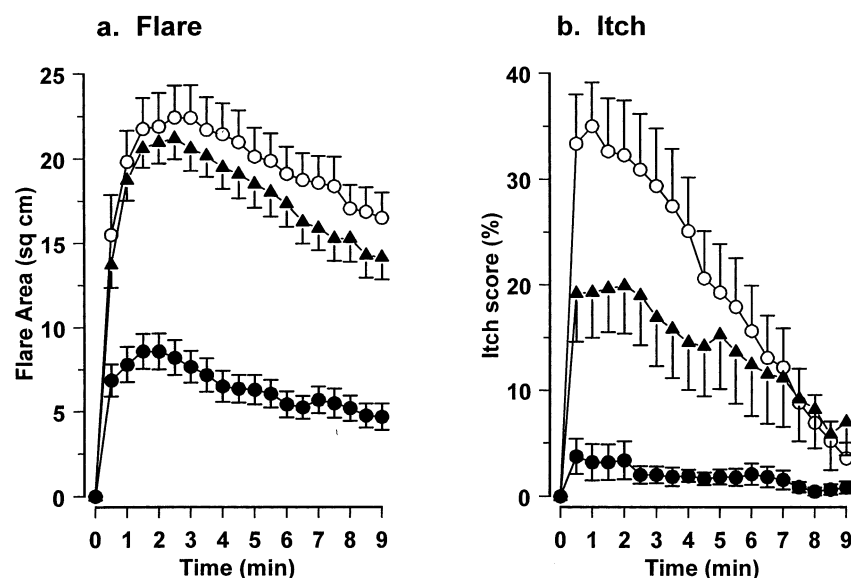 a. Flare
b. Itch
25
20
15
10
5
0
Flare Area (sq cm)
0 1 2 3 4 5 6 7 8 9
Time (min)
40
30
20
10
0
Itch score (%)
0 1 2 3 4 5 6 7 8 9
Time (min)